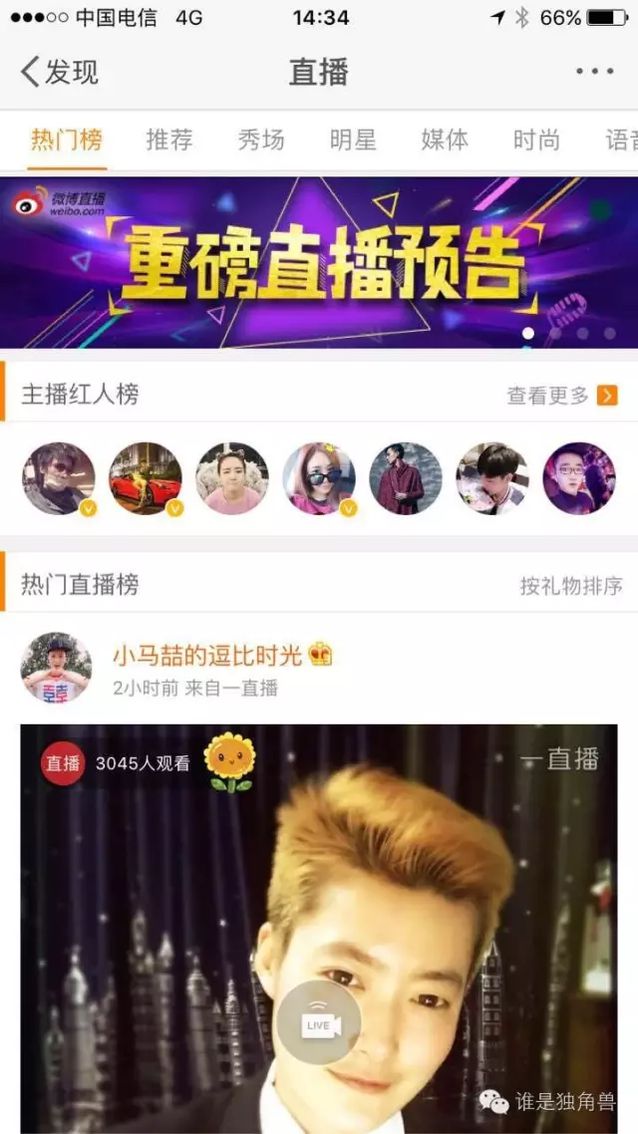 中国电信 4G 14:34 66%
发现 直播
热门榜 推荐 秀场 明星 媒体 时尚 语音
微博直播
weibo.com
重磅直播预告
主播红人榜 查看更多
热门直播榜 按礼物排序
小马喆的逗比时光
2小时前 来自一直播
直播 3045人观看 一直播
LIVE
谁是独角兽